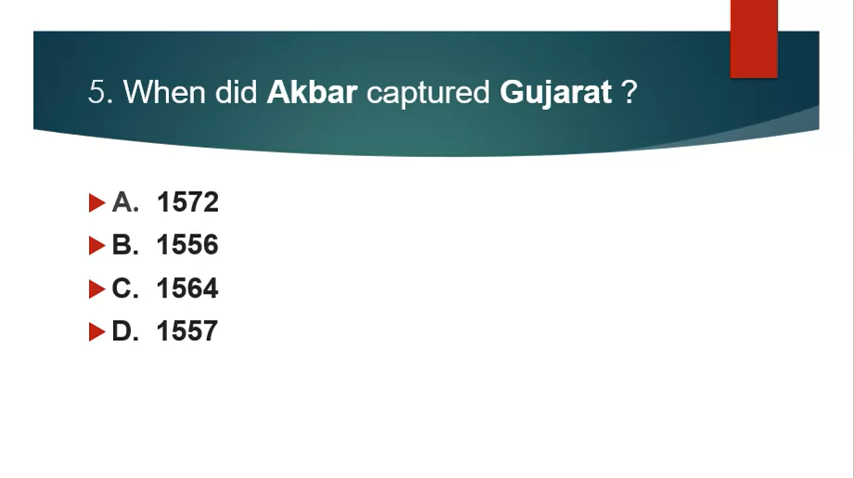 5. When did Akbar captured Gujarat ?
A. 1572
B. 1556
C. 1564
D. 1557